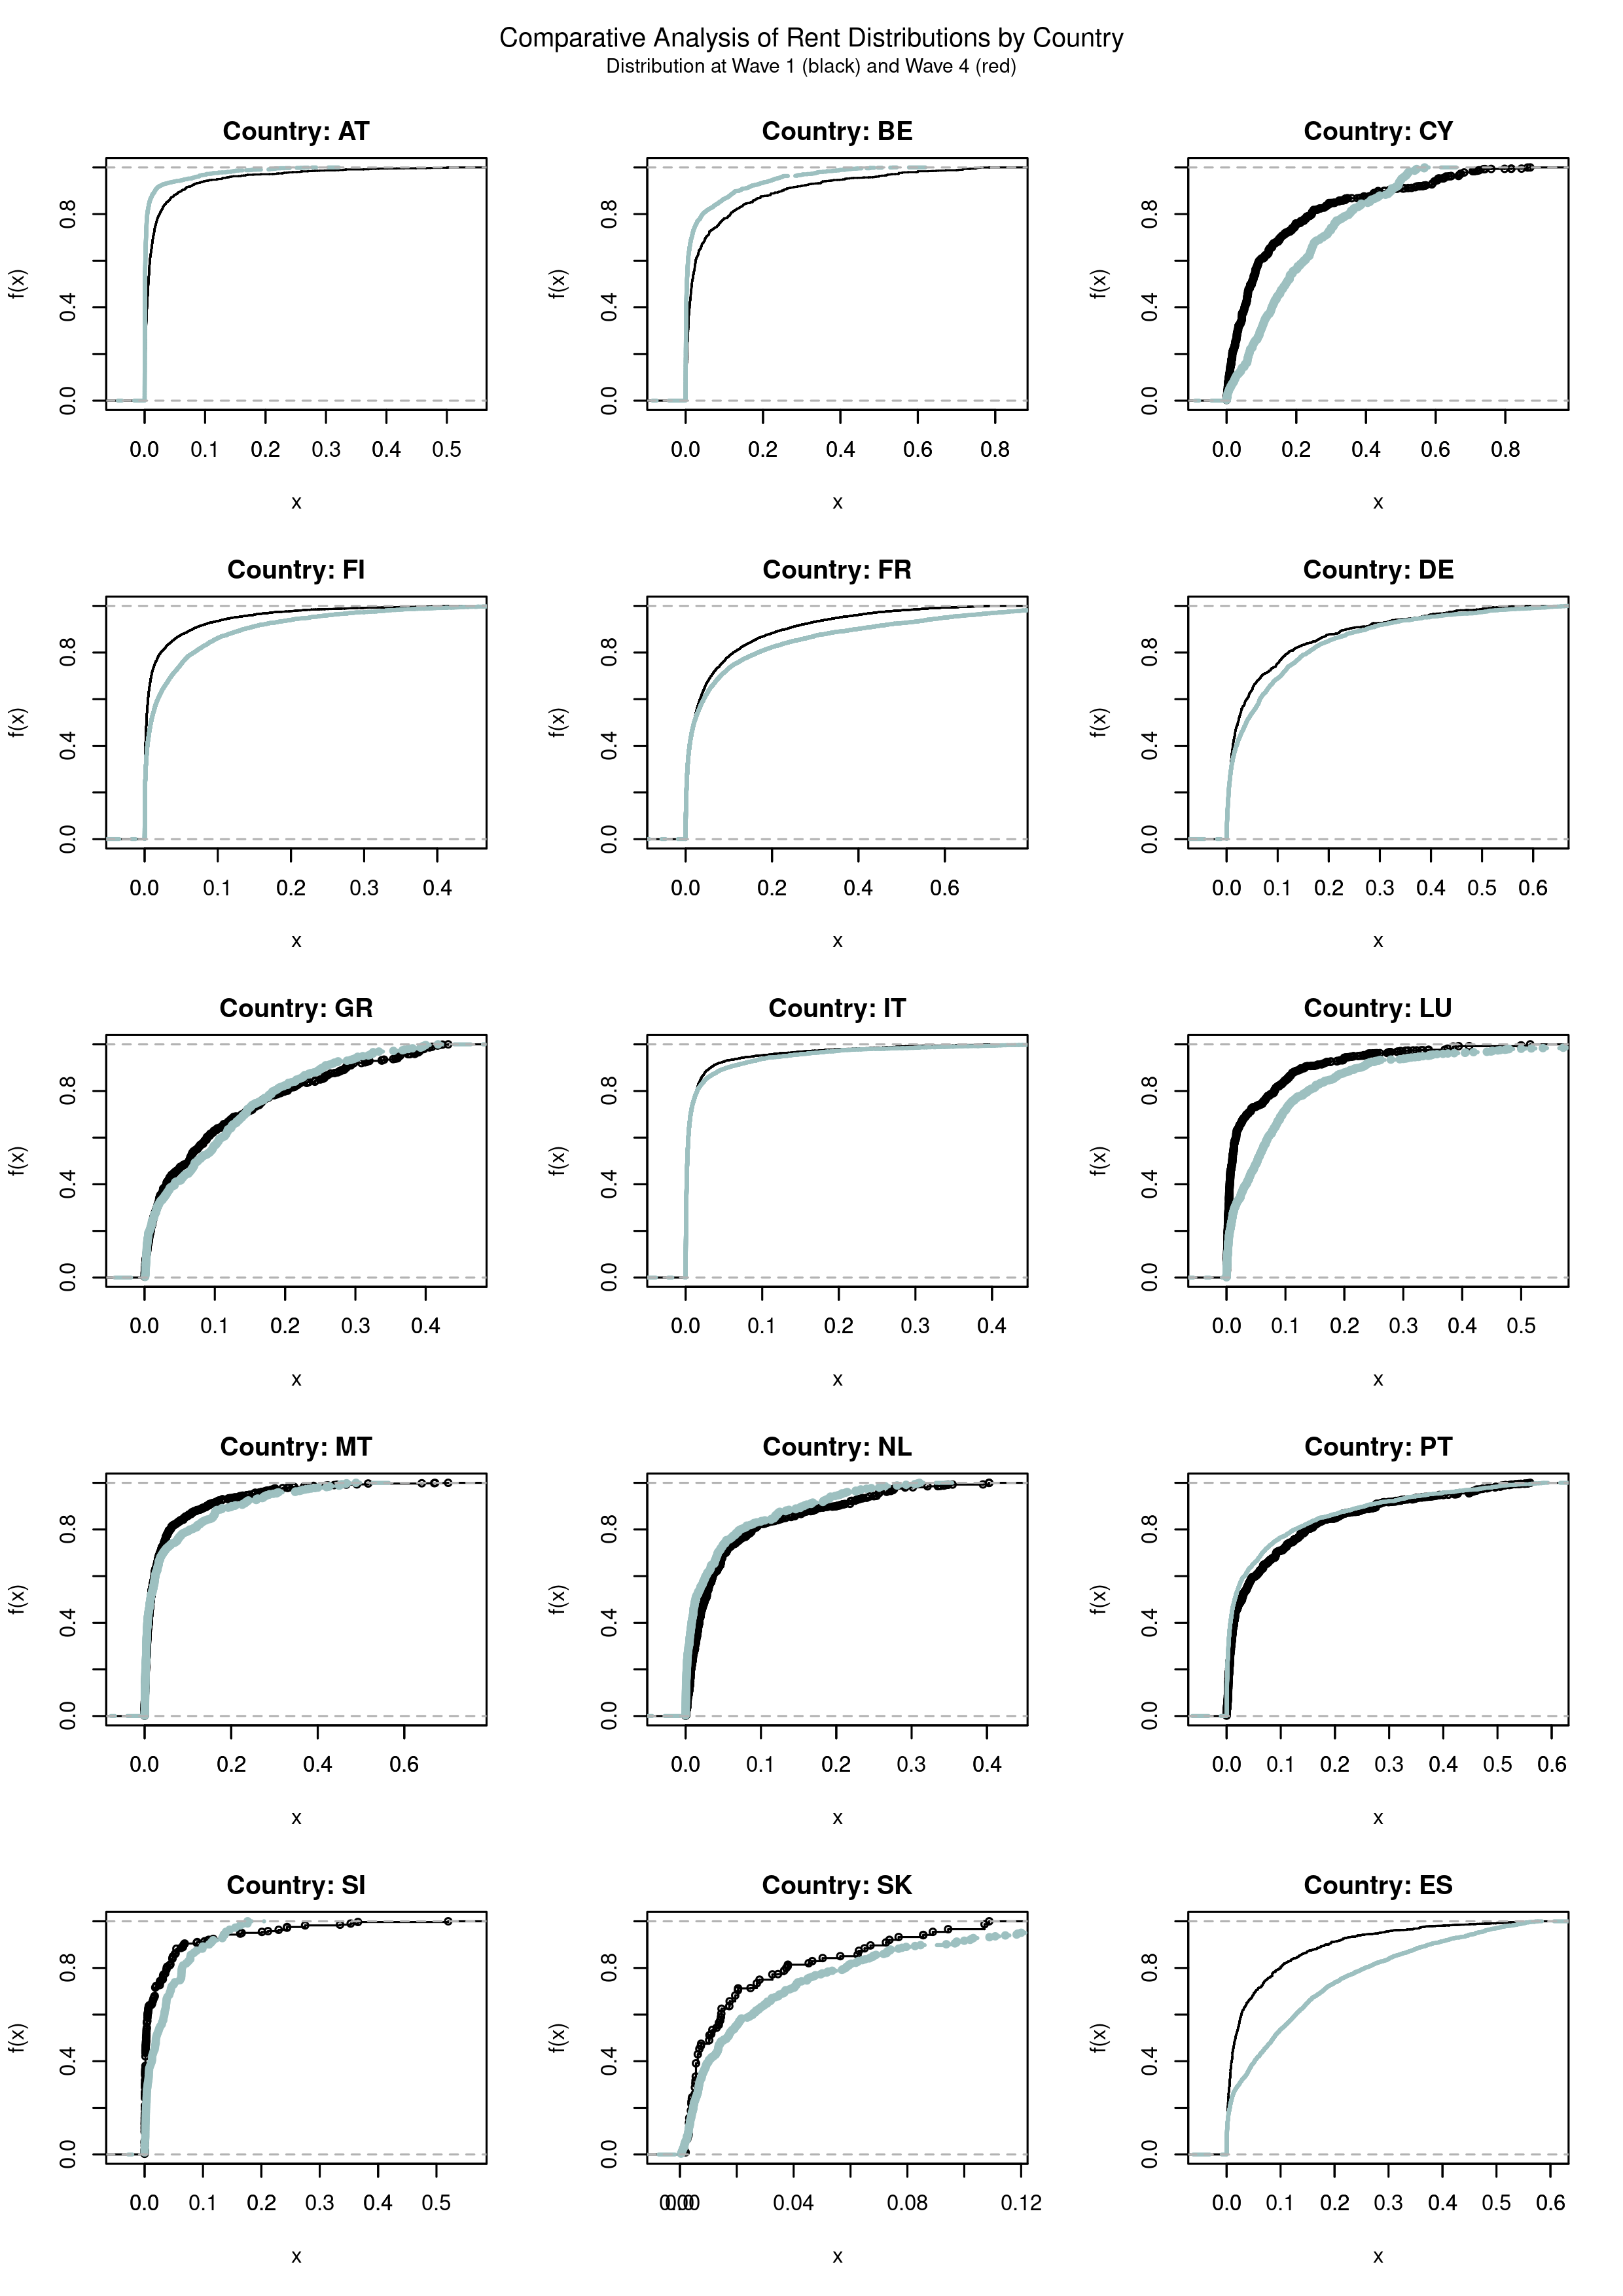 Comparative Analysis of Rent Distributions by Country
Distribution at Wave 1 (black) and Wave 4 (red)
Country: AT
f(x)
0.0 0.4 0.8
0.0 0.1 0.2 0.3 0.4 0.5
x
Country: BE
f(x)
0.0 0.4 0.8
0.0 0.2 0.4 0.6 0.8
x
Country: CY
f(x)
0.0 0.4 0.8
0.0 0.2 0.4 0.6 0.8
x
Country: FI
f(x)
0.0 0.4 0.8
0.0 0.1 0.2 0.3 0.4
x
Country: FR
f(x)
0.0 0.4 0.8
0.0 0.2 0.4 0.6
x
Country: DE
f(x)
0.0 0.4 0.8
0.0 0.1 0.2 0.3 0.4 0.5 0.6
x
Country: GR
f(x)
0.0 0.4 0.8
0.0 0.1 0.2 0.3 0.4
x
Country: IT
f(x)
0.0 0.4 0.8
0.0 0.1 0.2 0.3 0.4
x
Country: LU
f(x)
0.0 0.4 0.8
0.0 0.1 0.2 0.3 0.4 0.5
x
Country: MT
f(x)
0.0 0.4 0.8
0.0 0.2 0.4 0.6
x
Country: NL
f(x)
0.0 0.4 0.8
0.0 0.1 0.2 0.3 0.4
x
Country: PT
f(x)
0.0 0.4 0.8
0.0 0.1 0.2 0.3 0.4 0.5 0.6
x
Country: SI
f(x)
0.0 0.4 0.8
0.0 0.1 0.2 0.3 0.4 0.5
x
Country: SK
f(x)
0.0 0.4 0.8
0.04 0.08 0.12
x
Country: ES
f(x)
0.0 0.4 0.8
0.0 0.1 0.2 0.3 0.4 0.5 0.6
x